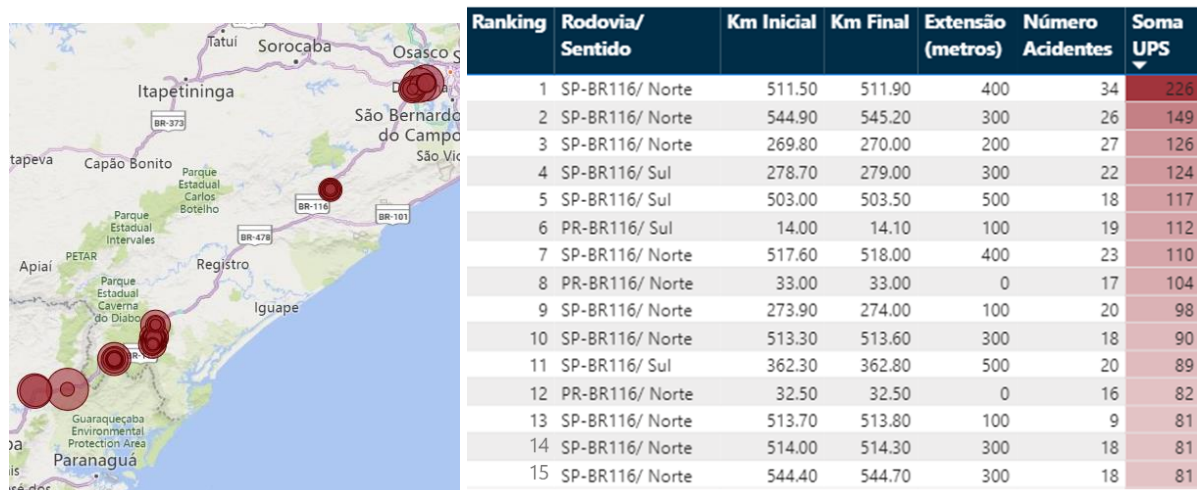 Tatuí
Sorocaba
Osasco
Itapetininga
São Bernardo
do Campo
BR-373
São Vic
tapeva
Capão Bonito
Parque
Estadual
Carlos
Botelho
BR-116
BR-101
Parque
Estadual
Intervales
BR-478
PETAR
Apiaí
Registro
Parque
Estadual
Caverna
do Diabo
Iguape
Guaraqueçaba
Environmental
Protection Area
Paranaguá
Ranking Rodovia/ Sentido Km Inicial Km Final Extensão (metros) Número Acidentes Soma UPS
1 SP-BR116/ Norte 511.50 511.90 400 34 226
2 SP-BR116/ Norte 544.90 545.20 300 26 149
3 SP-BR116/ Norte 269.80 270.00 200 27 126
4 SP-BR116/ Sul 278.70 279.00 300 22 124
5 SP-BR116/ Sul 503.00 503.50 500 18 117
6 PR-BR116/ Sul 14.00 14.10 100 19 112
7 SP-BR116/ Norte 517.60 518.00 400 23 110
8 PR-BR116/ Norte 33.00 33.00 0 17 104
9 SP-BR116/ Norte 273.90 274.00 100 20 98
10 SP-BR116/ Norte 513.30 513.60 300 18 90
11 SP-BR116/ Sul 362.30 362.80 500 20 89
12 PR-BR116/ Norte 32.50 32.50 0 16 82
13 SP-BR116/ Norte 513.70 513.80 100 9 81
14 SP-BR116/ Norte 514.00 514.30 300 18 81
15 SP-BR116/ Norte 544.40 544.70 300 18 81